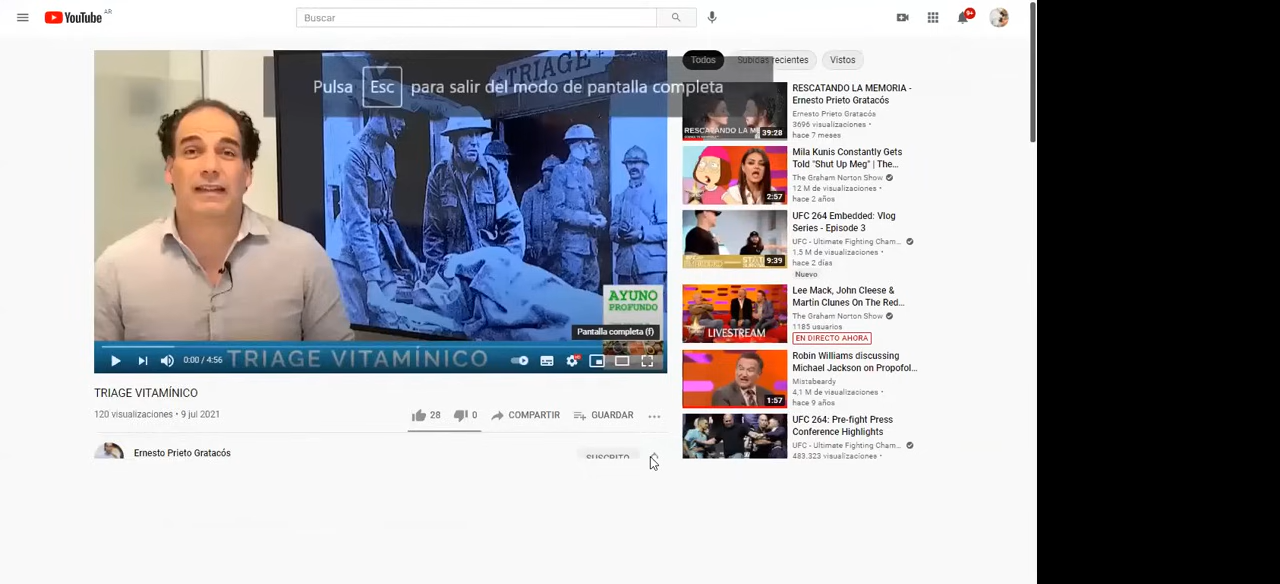 YouTube AR
Buscar
9+
TRIAGE
Pulsa Esc para salir del modo de pantalla completa
AYUNO
PROFUNDO
Pantalla completa (f)
0:00 / 4:56
TRIAGE VITAMÍNICO
TRIAGE VITAMÍNICO
120 visualizaciones • 9 jul 2021
28
0
COMPARTIR
GUARDAR
Ernesto Prieto Gratacós
SUSCRITO
Todos
Subidas recientes
Vistos
RESCATANDO LA M
39:28
RESCATANDO LA MEMORIA -
Ernesto Prieto Gratacós
Ernesto Prieto Gratacós
3696 visualizaciones •
hace 7 meses
2:57
Mila Kunis Constantly Gets
Told "Shut Up Meg" | The...
The Graham Norton Show
12 M de visualizaciones •
hace 2 años
9:39
UFC 264 Embedded: Vlog
Series - Episode 3
UFC - Ultimate Fighting Cham...
1,5 M de visualizaciones •
hace 2 días
Nuevo
LIVESTREAM
Lee Mack, John Cleese &
Martin Clunes On The Red...
The Graham Norton Show
1185 usuarios
EN DIRECTO AHORA
1:57
Robin Williams discussing
Michael Jackson on Propofol...
Mistabeardy
4,1 M de visualizaciones •
hace 9 años
UFC 264: Pre-fight Press
Conference Highlights
UFC - Ultimate Fighting Cham...
483.323 visualizaciones •